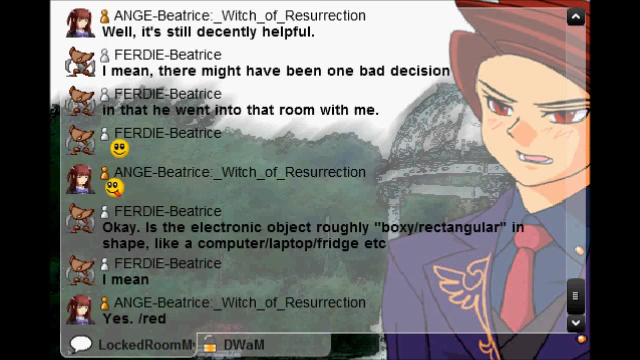 ANGE-Beatrice:_Witch_of_Resurrection
Well, it's still decently helpful.
FERDIE-Beatrice
I mean, there might have been one bad decision
FERDIE-Beatrice
in that he went into that room with me.
FERDIE-Beatrice
ANGE-Beatrice:_Witch_of_Resurrection
FERDIE-Beatrice
Okay. Is the electronic object roughly "boxy/rectangular" in
shape, like a computer/laptop/fridge etc
FERDIE-Beatrice
I mean
ANGE-Beatrice:_Witch_of_Resurrection
Yes. /red
LockedRoomM
DWaM